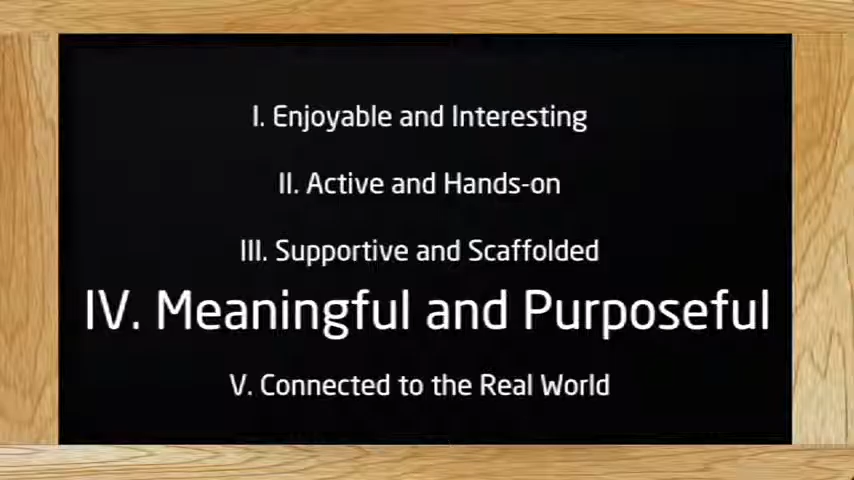 I. Enjoyable and Interesting
II. Active and Hands-on
III. Supportive and Scaffolded
IV. Meaningful and Purposeful
V. Connected to the Real World